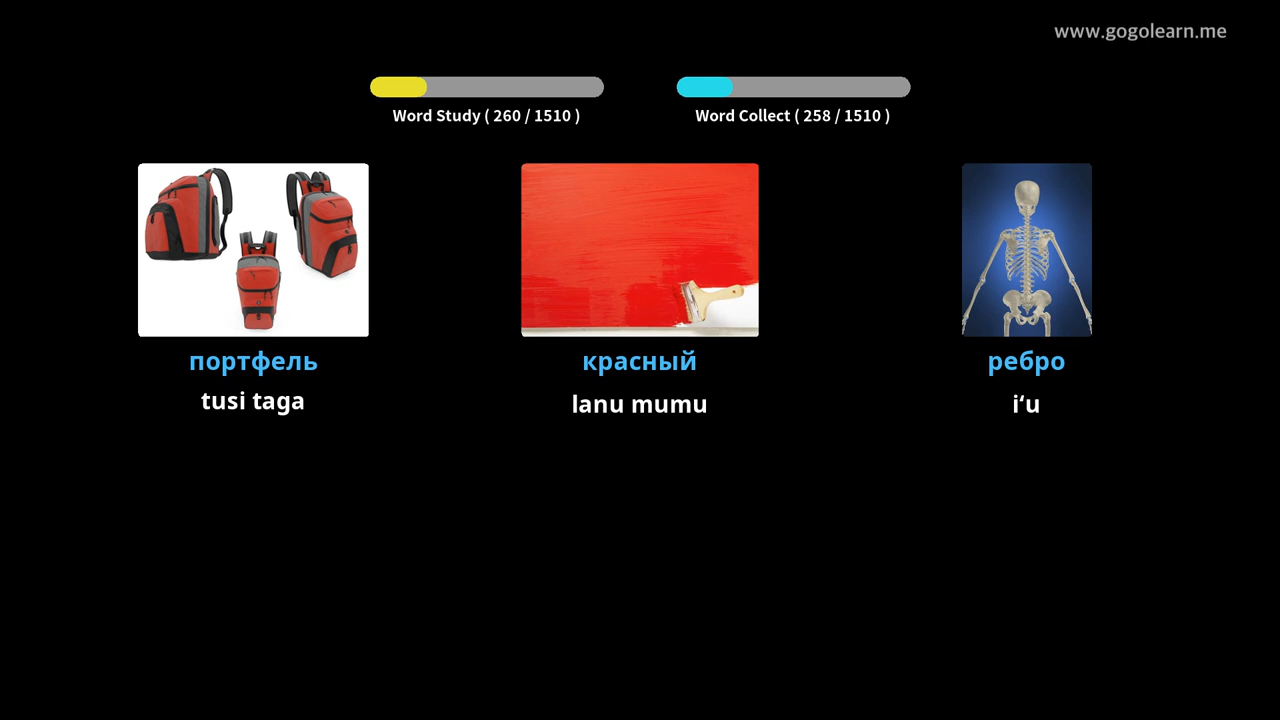 www.gogolearn.me
Word Study ( 260 / 1510 )
Word Collect ( 258 / 1510 )
портфель
tusi taga
красный
lanu mumu
ребро
i‘u